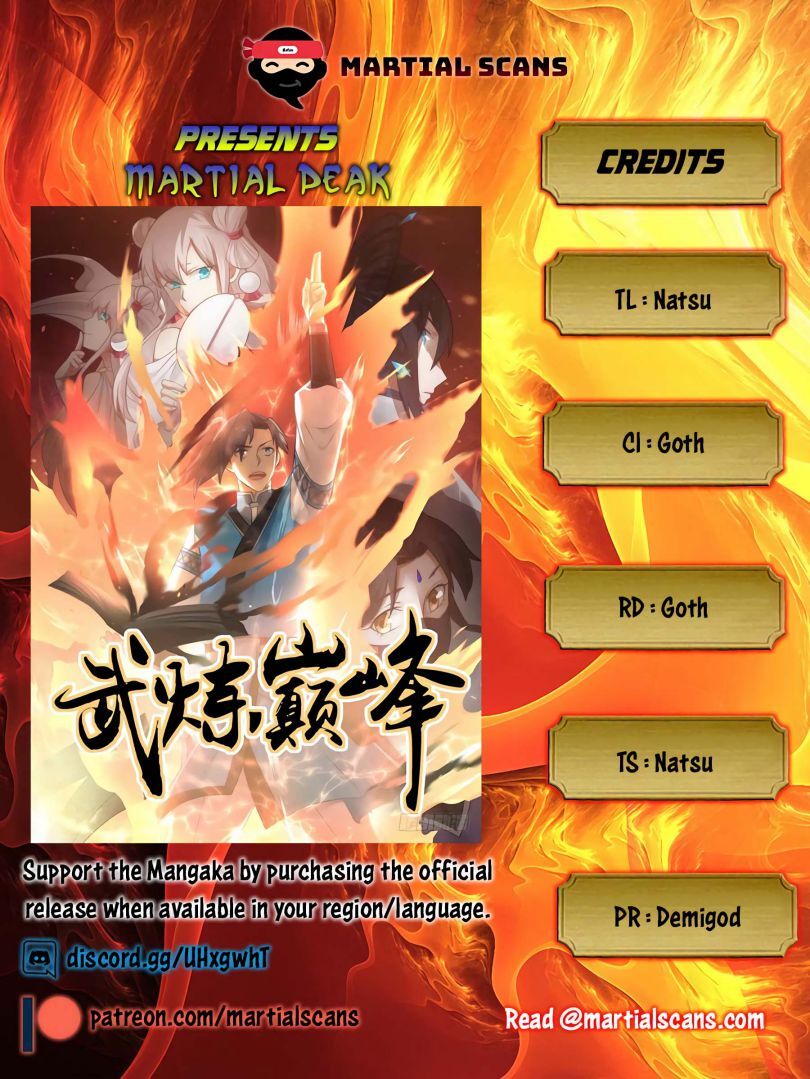 MARTIAL SCANS
PRESENTS
MARTIAL PEAK
武炼巅峰
Support the Mangaka by purchasing the official
release when available in your region/language.
discord.gg/UHxgwhT
patreon.com/martialscans
CREDITS
TL : Natsu
Cl : Goth
RD : Goth
TS : Natsu
PR : Demigod
Read @martialscans.com